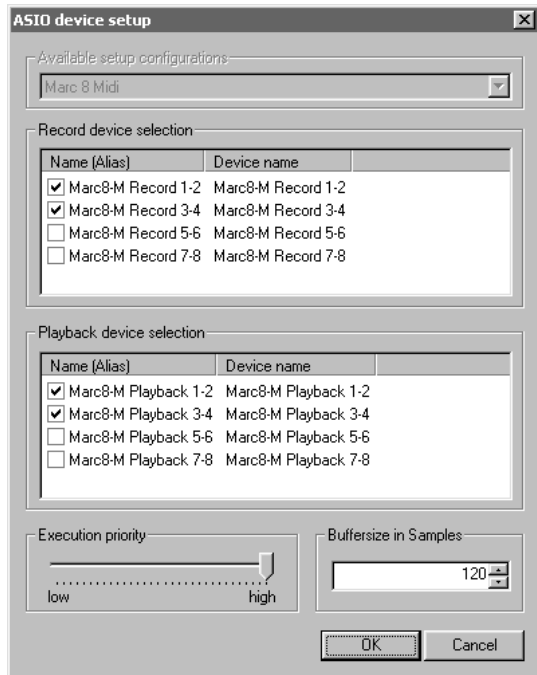 ASIO device setup
Available setup configurations
Marc 8 Midi
Record device selection
Name (Alias) Device name
Marc8-M Record 1-2 Marc8-M Record 1-2
Marc8-M Record 3-4 Marc8-M Record 3-4
Marc8-M Record 5-6 Marc8-M Record 5-6
Marc8-M Record 7-8 Marc8-M Record 7-8
Playback device selection
Name (Alias) Device name
Marc8-M Playback 1-2 Marc8-M Playback 1-2
Marc8-M Playback 3-4 Marc8-M Playback 3-4
Marc8-M Playback 5-6 Marc8-M Playback 5-6
Marc8-M Playback 7-8 Marc8-M Playback 7-8
Execution priority
low high
Buffersize in Samples
120
OK Cancel